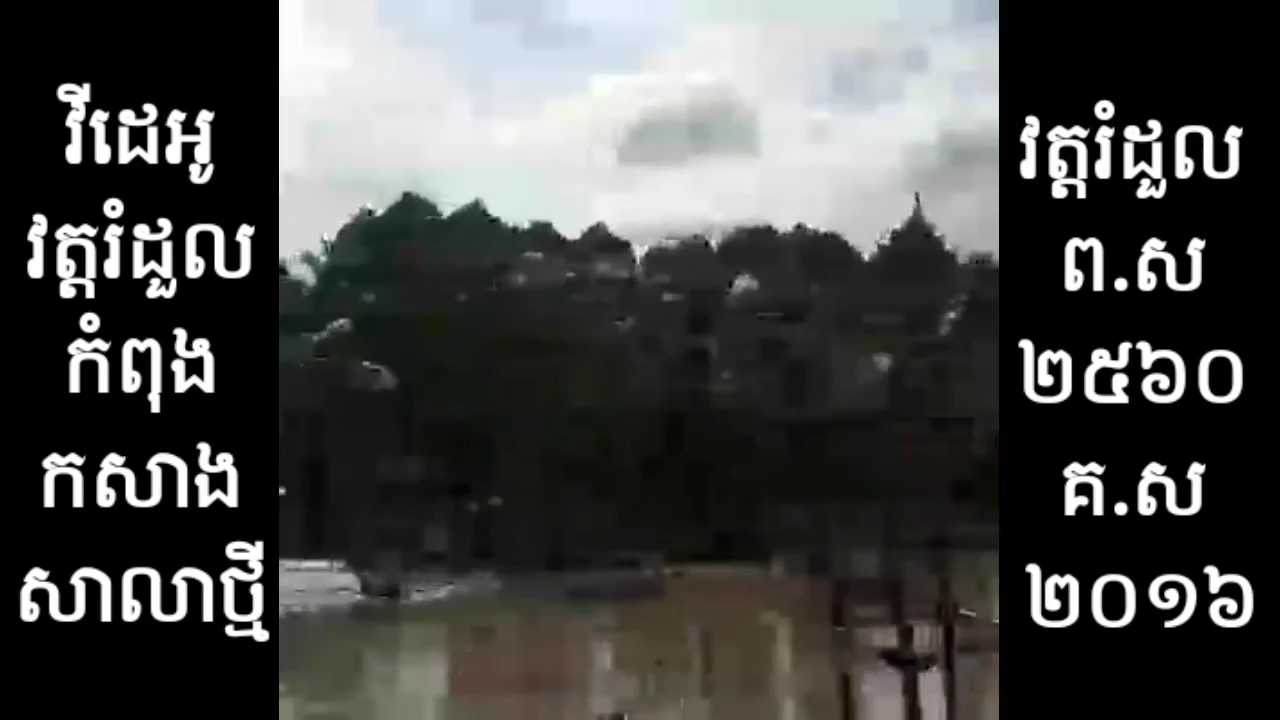 វីដេអូ
វត្តរំដួល
កំពុង
កសាង
សាលាថ្មី
វត្តរំដួល
ព.ស
២៥៦០
គ.ស
២០១៦